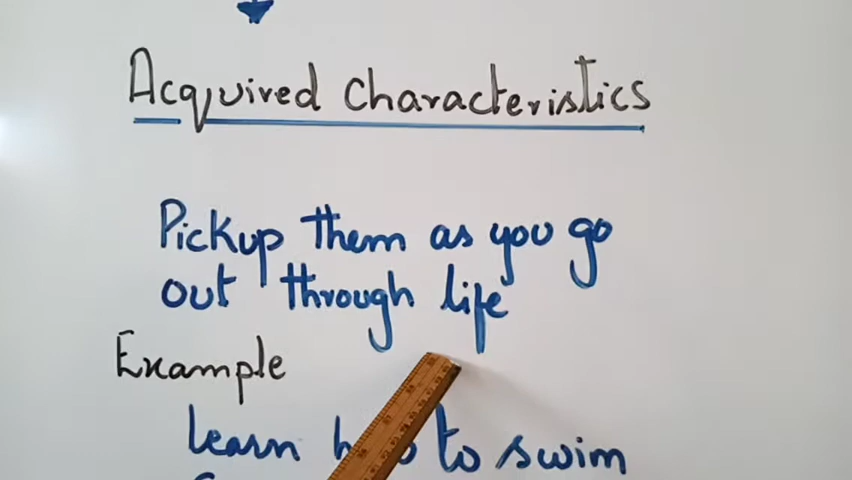 Acquired Characteristics
Pickup them as you go
out through life
Example
learn to swim